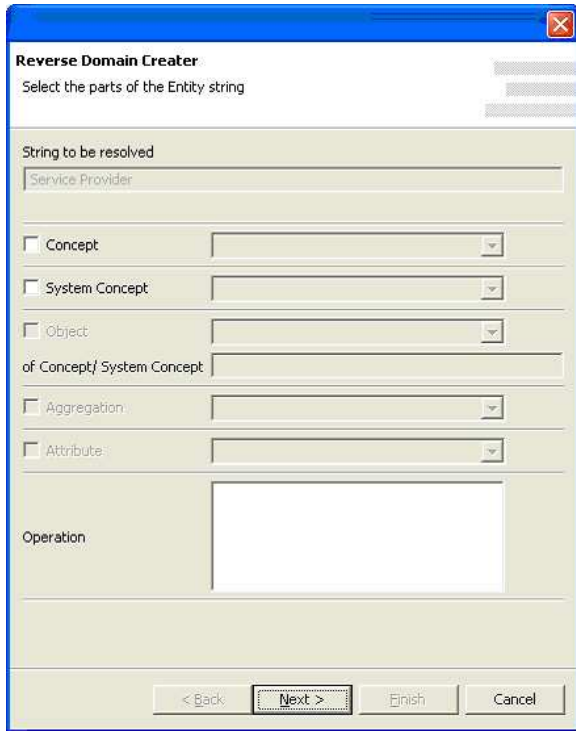 Reverse Domain Creater
Select the parts of the Entity string
String to be resolved
Service Provider
Concept
System Concept
Object
of Concept/ System Concept
Aggregation
Attribute
Operation
< Back Next > Finish Cancel